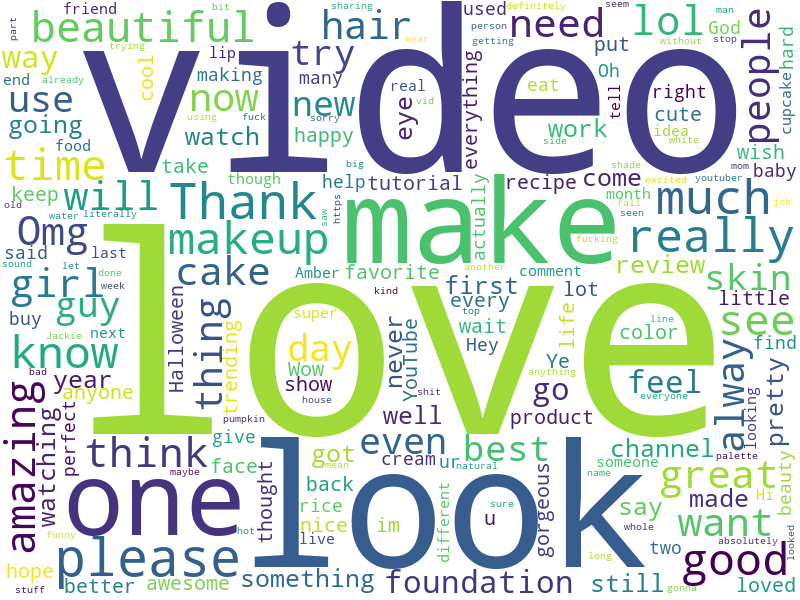 friend bit sharing definitely seem man
part beautiful hair need used lol person God stop
trying video wear getting without hard
way cool lip try put people
end already making many everything Oh cupcake
use now new eye real eat tell right
going using vid cute
watch fuck sorry happy work idea
time food take big side white wish
though help tutorial recipe come shade mom baby
keep will Thank make actually month excited youtuber much
old water literally saw https fucking fall seen job
Omg makeup really
said last favorite another comment review
sound let done cake Amber kind first every lot skin
girl week Halloween top little
buy guy love super never YouTube wait Hey life color line see
Jackie next thing trending day Ye find
know Wow feel alway pretty
bad year show shit go anything everyone looking
amazing anyone house well product
watching perfect pumpkin
think give even best channel palette
maybe face got cream ur natural someone great beauty
one thought back mean look different gorgeous name made Hi
hot rice im u sure say
funny nice whole want absolutely looked
please live two good
hope long
better awesome something foundation still gonna loved
stuff